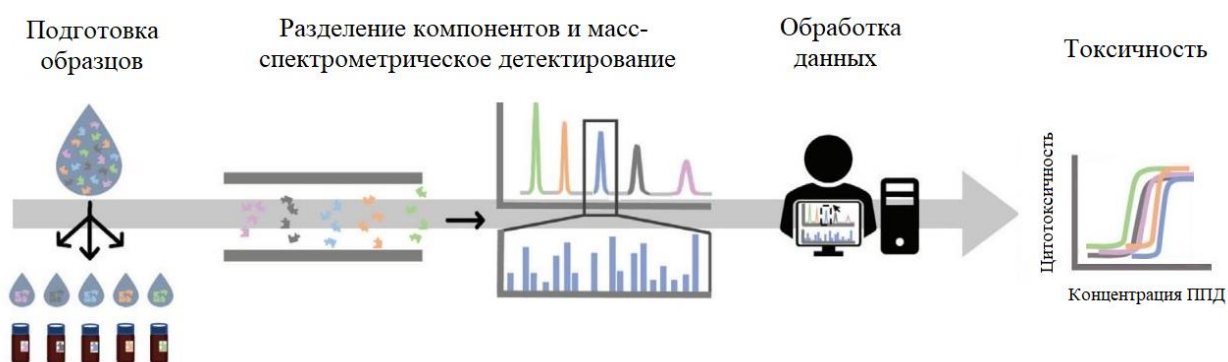 Подготовка
образцов
Разделение компонентов и масс-
спектрометрическое детектирование
Обработка
данных
Токсичность
Цитотоксичность
Концентрация ППД